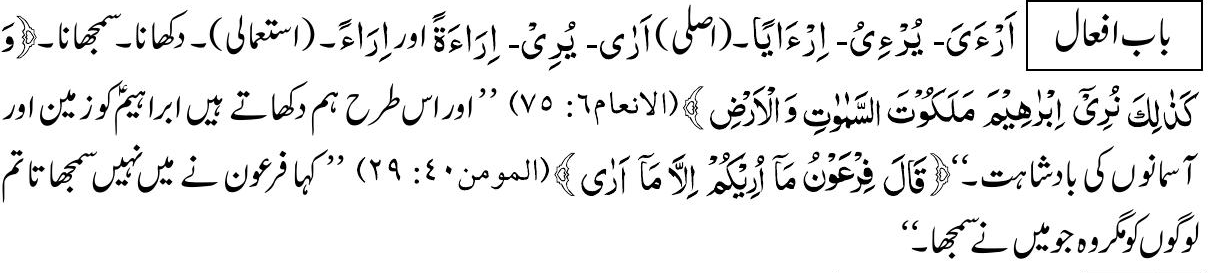 باب افعال اَرْءَیَ۔ یُرْءِیُ۔ اِرْءَایًا۔ (اصلی) اَرٰی۔ یُرِیْ۔ اِرَاءَةً اور اِرَاءً۔ (استعمالی)۔ دکھانا۔ سمجھانا۔ ﴿وَ
کَذٰلِکَ نُرِیْٓ اِبْرٰھِیْمَ مَلَکُوْتَ السَّمٰوٰتِ وَالْاَرْضِ﴾ (الانعام٦: ٧٥) ’’اور اس طرح ہم دکھاتے ہیں ابراہیمؑ کو زمین اور
آسمانوں کی بادشاہت۔‘‘ ﴿قَالَ فِرْعَوْنُ مَآ اُرِیْکُمْ اِلَّا مَآ اَرٰی﴾ (المومن٤٠: ٢٩) ’’کہا فرعون نے میں نہیں سمجھاتا تم
لوگوں کو مگر وہ جو میں نے سمجھا۔‘‘